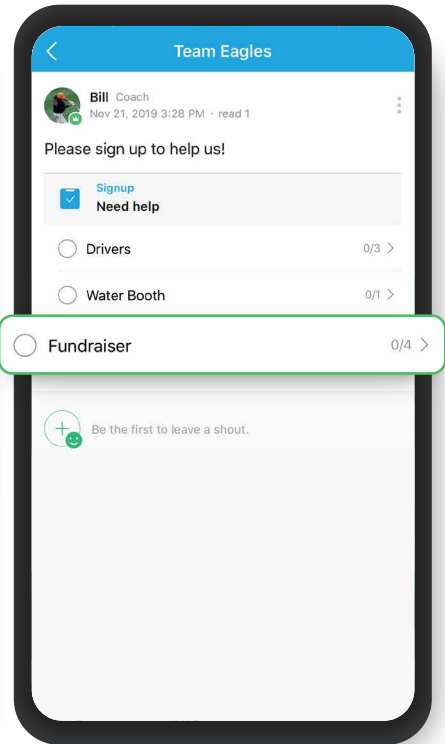 Team Eagles
Bill Coach
Nov 21, 2019 3:28 PM · read 1
Please sign up to help us!
Signup
Need help
Drivers 0/3
Water Booth 0/1
Fundraiser 0/4
Be the first to leave a shout.